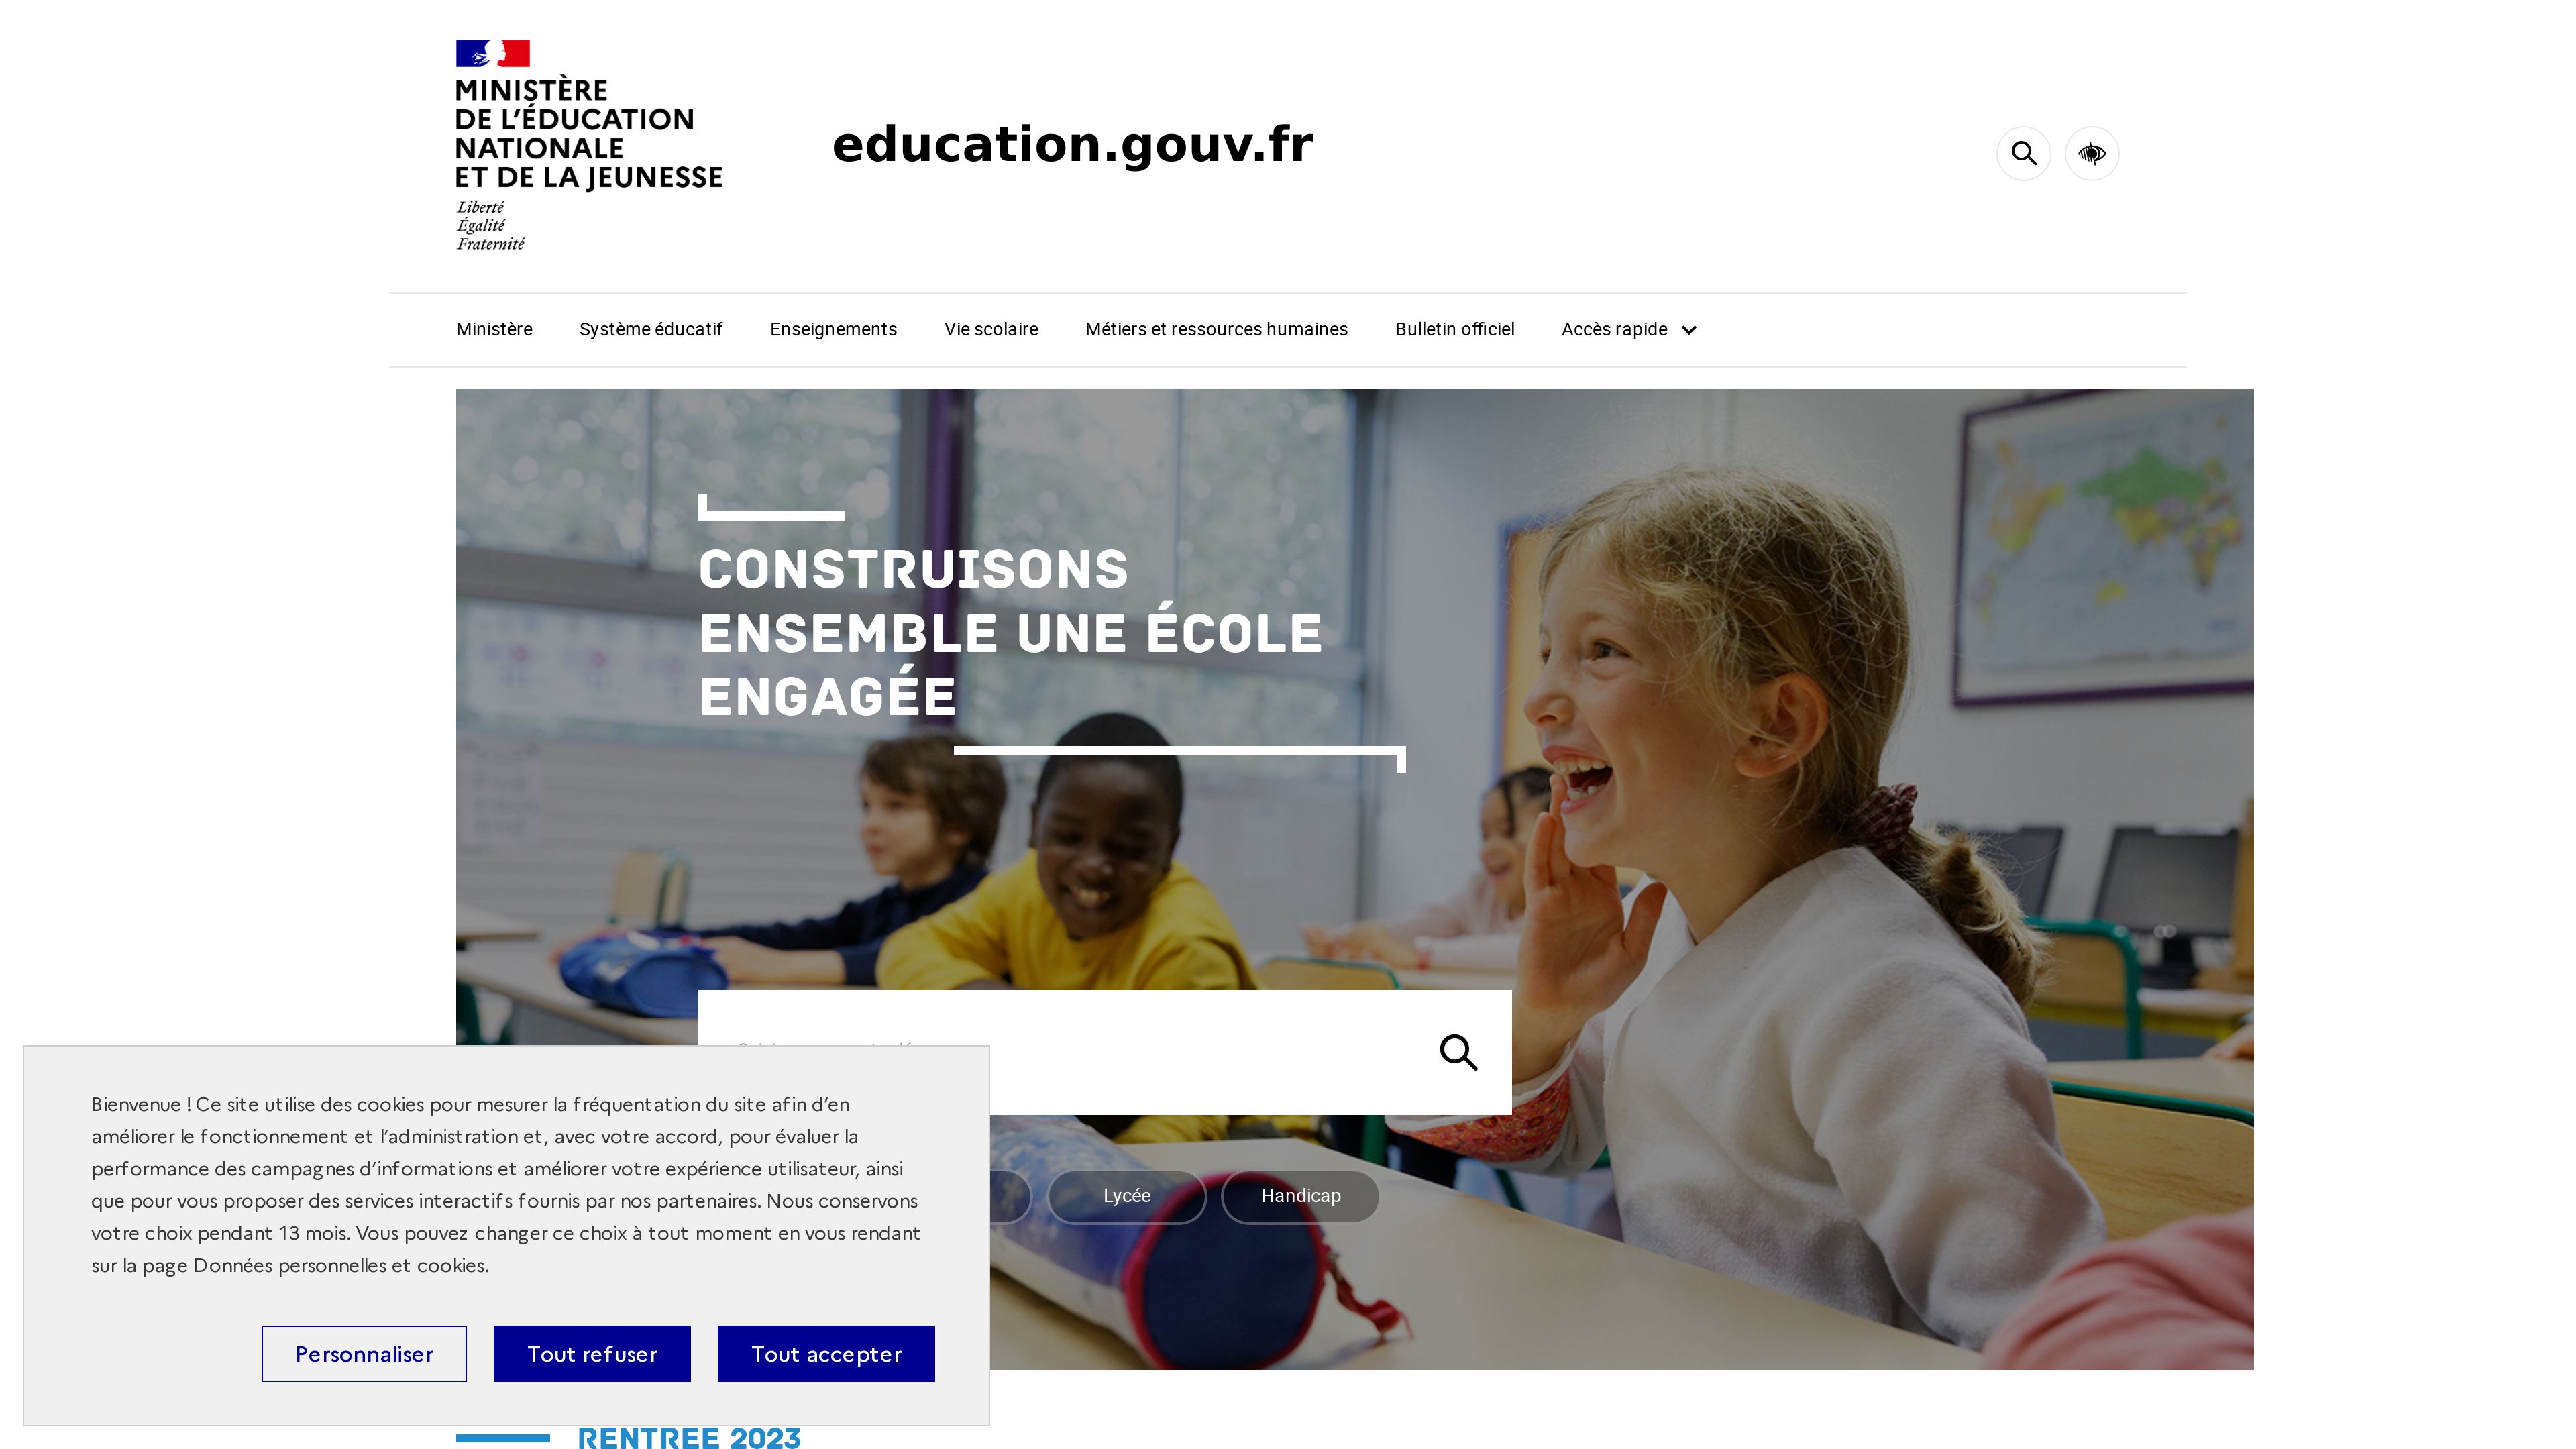 MINISTÈRE
DE L'ÉDUCATION
NATIONALE
ET DE LA JEUNESSE
Liberté
Égalité
Fraternité
education.gouv.fr
Ministère
Système éducatif
Enseignements
Vie scolaire
Métiers et ressources humaines
Bulletin officiel
Accès rapide
CONSTRUISONS
ENSEMBLE UNE ÉCOLE
ENGAGÉE
Lycée
Handicap
Bienvenue ! Ce site utilise des cookies pour mesurer la fréquentation du site afin d’en
améliorer le fonctionnement et l’administration et, avec votre accord, pour évaluer la
performance des campagnes d’informations et améliorer votre expérience utilisateur, ainsi
que pour vous proposer des services interactifs fournis par nos partenaires. Nous conservons
votre choix pendant 13 mois. Vous pouvez changer ce choix à tout moment en vous rendant
sur la page Données personnelles et cookies.
Personnaliser
Tout refuser
Tout accepter
RENTRÉE 2023